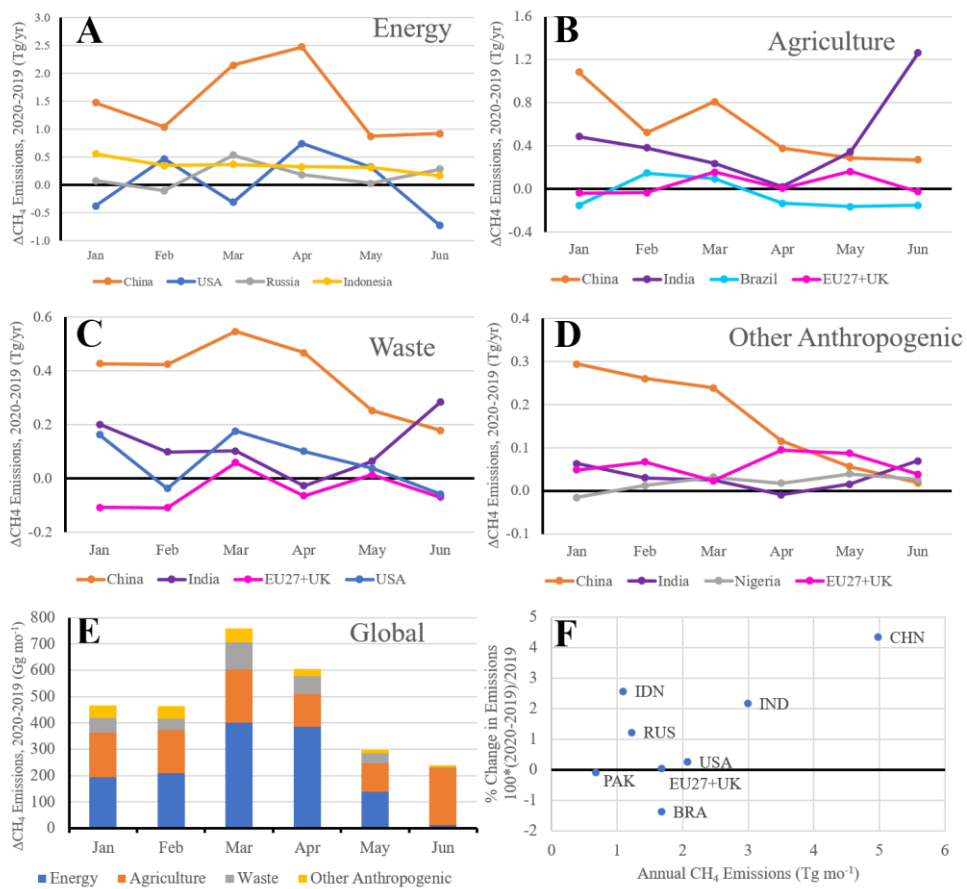 A
Energy
ΔCH₄ Emissions, 2020-2019 (Tg/yr)
3.0
2.5
2.0
1.5
1.0
0.5
0.0
-0.5
-1.0
Jan Feb Mar Apr May Jun
China USA Russia Indonesia
B
Agriculture
ΔCH4 Emissions, 2020-2019 (Tg/yr)
1.6
1.2
0.8
0.4
0.0
-0.4
Jan Feb Mar Apr May Jun
China India Brazil EU27+UK
C
Waste
ΔCH4 Emissions, 2020-2019 (Tg/yr)
0.6
0.4
0.2
0.0
-0.2
Jan Feb Mar Apr May Jun
China India EU27+UK USA
D
Other Anthropogenic
ΔCH4 Emissions, 2020-2019 (Tg/yr)
0.4
0.3
0.2
0.1
0.0
-0.1
Jan Feb Mar Apr May Jun
China India Nigeria EU27+UK
E
Global
ΔCH₄ Emissions, 2020-2019 (Gg mo⁻¹)
800
700
600
500
400
300
200
100
0
Jan Feb Mar Apr May Jun
Energy Agriculture Waste Other Anthropogenic
F
% Change in Emissions
100*(2020-2019)/2019
5
4
3
2
1
0
-1
-2
CHN
IDN
IND
RUS
USA
PAK
EU27+UK
BRA
0 1 2 3 4 5 6
Annual CH₄ Emissions (Tg mo⁻¹)